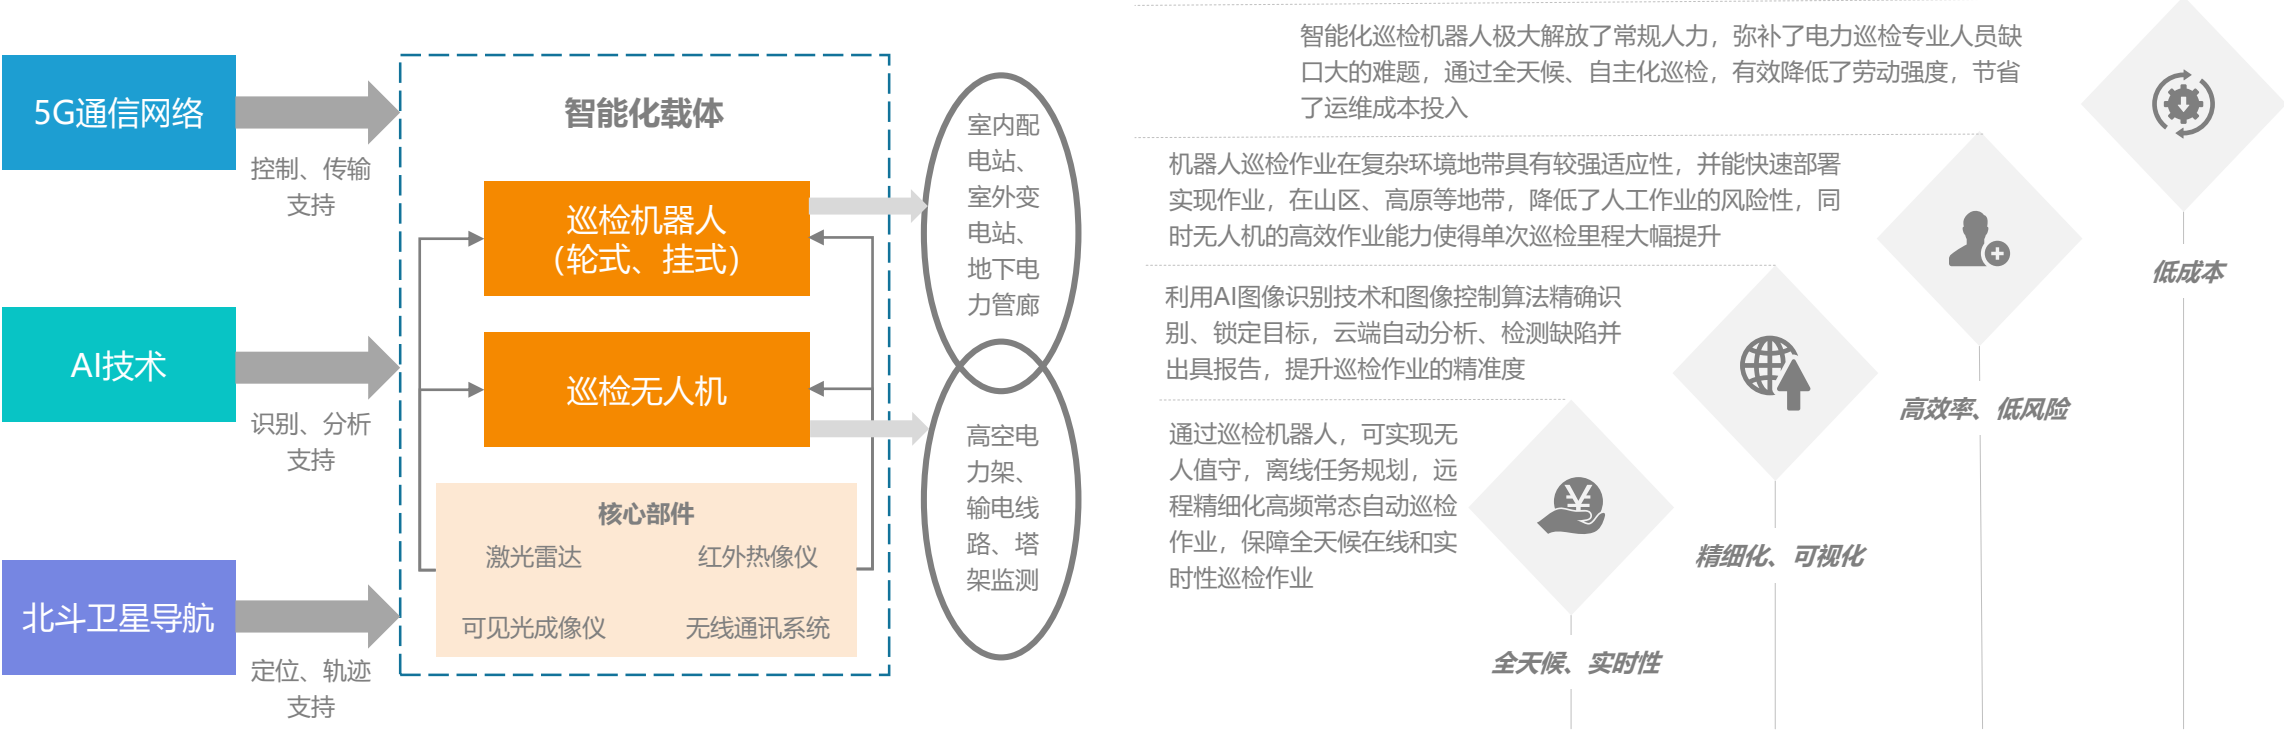 5G通信网络
控制、传输
支持
AI技术
识别、分析
支持
北斗卫星导航
定位、轨迹
支持
智能化载体
巡检机器人
（轮式、挂式）
巡检无人机
核心部件
激光雷达
红外热像仪
可见光成像仪
无线通讯系统
室内配
电站、
室外变
电站、
地下电
力管廊
高空电
力架、
输电线
路、塔
架监测
智能化巡检机器人极大解放了常规人力，弥补了电力巡检专业人员缺
口大的难题，通过全天候、自主化巡检，有效降低了劳动强度，节省
了运维成本投入
低成本
机器人巡检作业在复杂环境地带具有较强适应性，并能快速部署
实现作业，在山区、高原等地带，降低了人工作业的风险性，同
时无人机的高效作业能力使得单次巡检里程大幅提升
高效率、低风险
利用AI图像识别技术和图像控制算法精确识
别、锁定目标，云端自动分析、检测缺陷并
出具报告，提升巡检作业的精准度
精细化、可视化
通过巡检机器人，可实现无
人值守，离线任务规划，远
程精细化高频常态自动巡检
作业，保障全天候在线和实
时性巡检作业
全天候、实时性